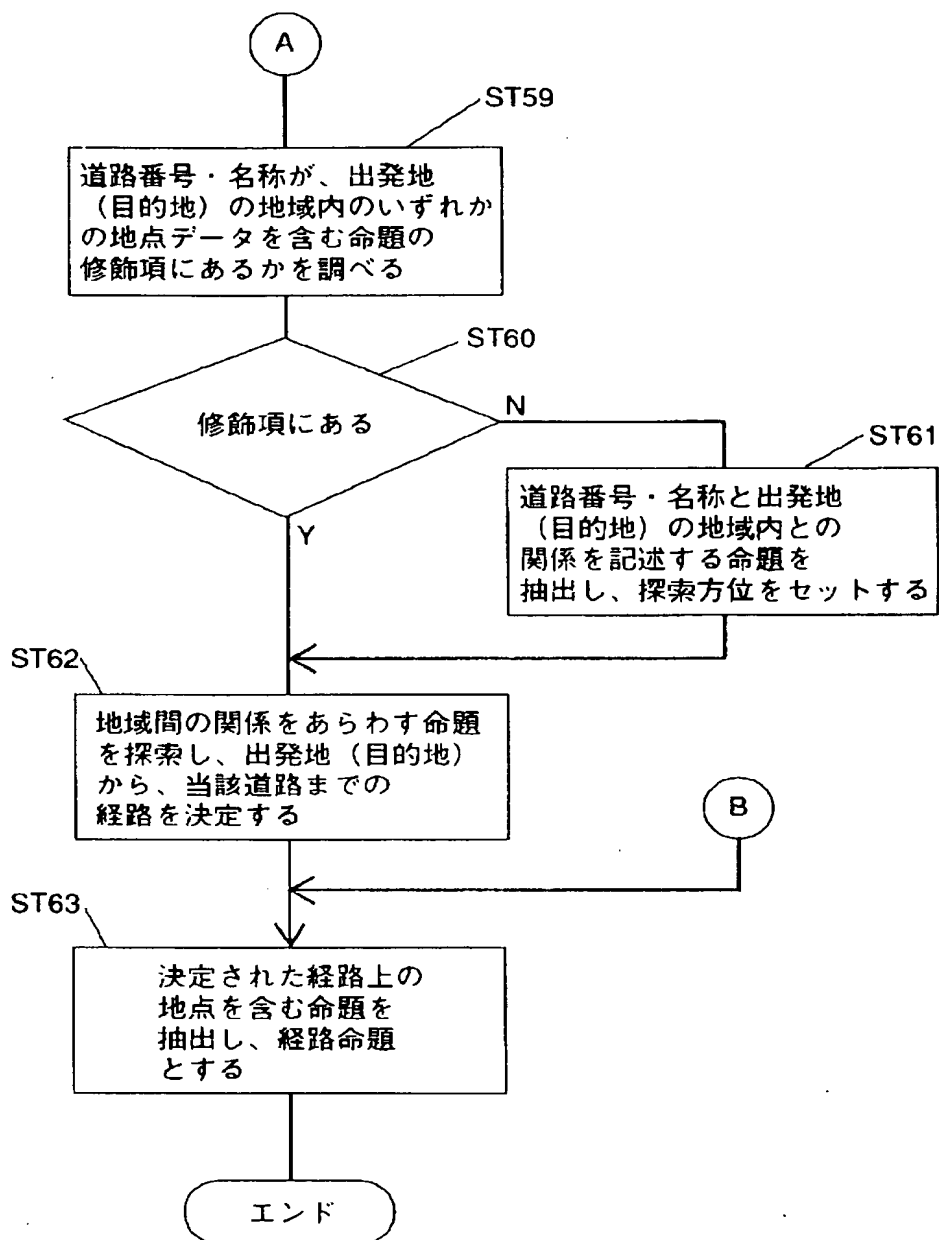 A
ST59
道路番号・名称が、出発地
(目的地)の地域内のいずれか
の地点データを含む命題の
修飾項にあるかを調べる
ST60
修飾項にある
N
Y
ST61
道路番号・名称と出発地
(目的地)の地域内との
関係を記述する命題を
抽出し、探索方位をセットする
ST62
地域間の関係をあらわす命題
を探索し、出発地(目的地)
から、当該道路までの
経路を決定する
B
ST63
決定された経路上の
地点を含む命題を
抽出し、経路命題
とする
エンド